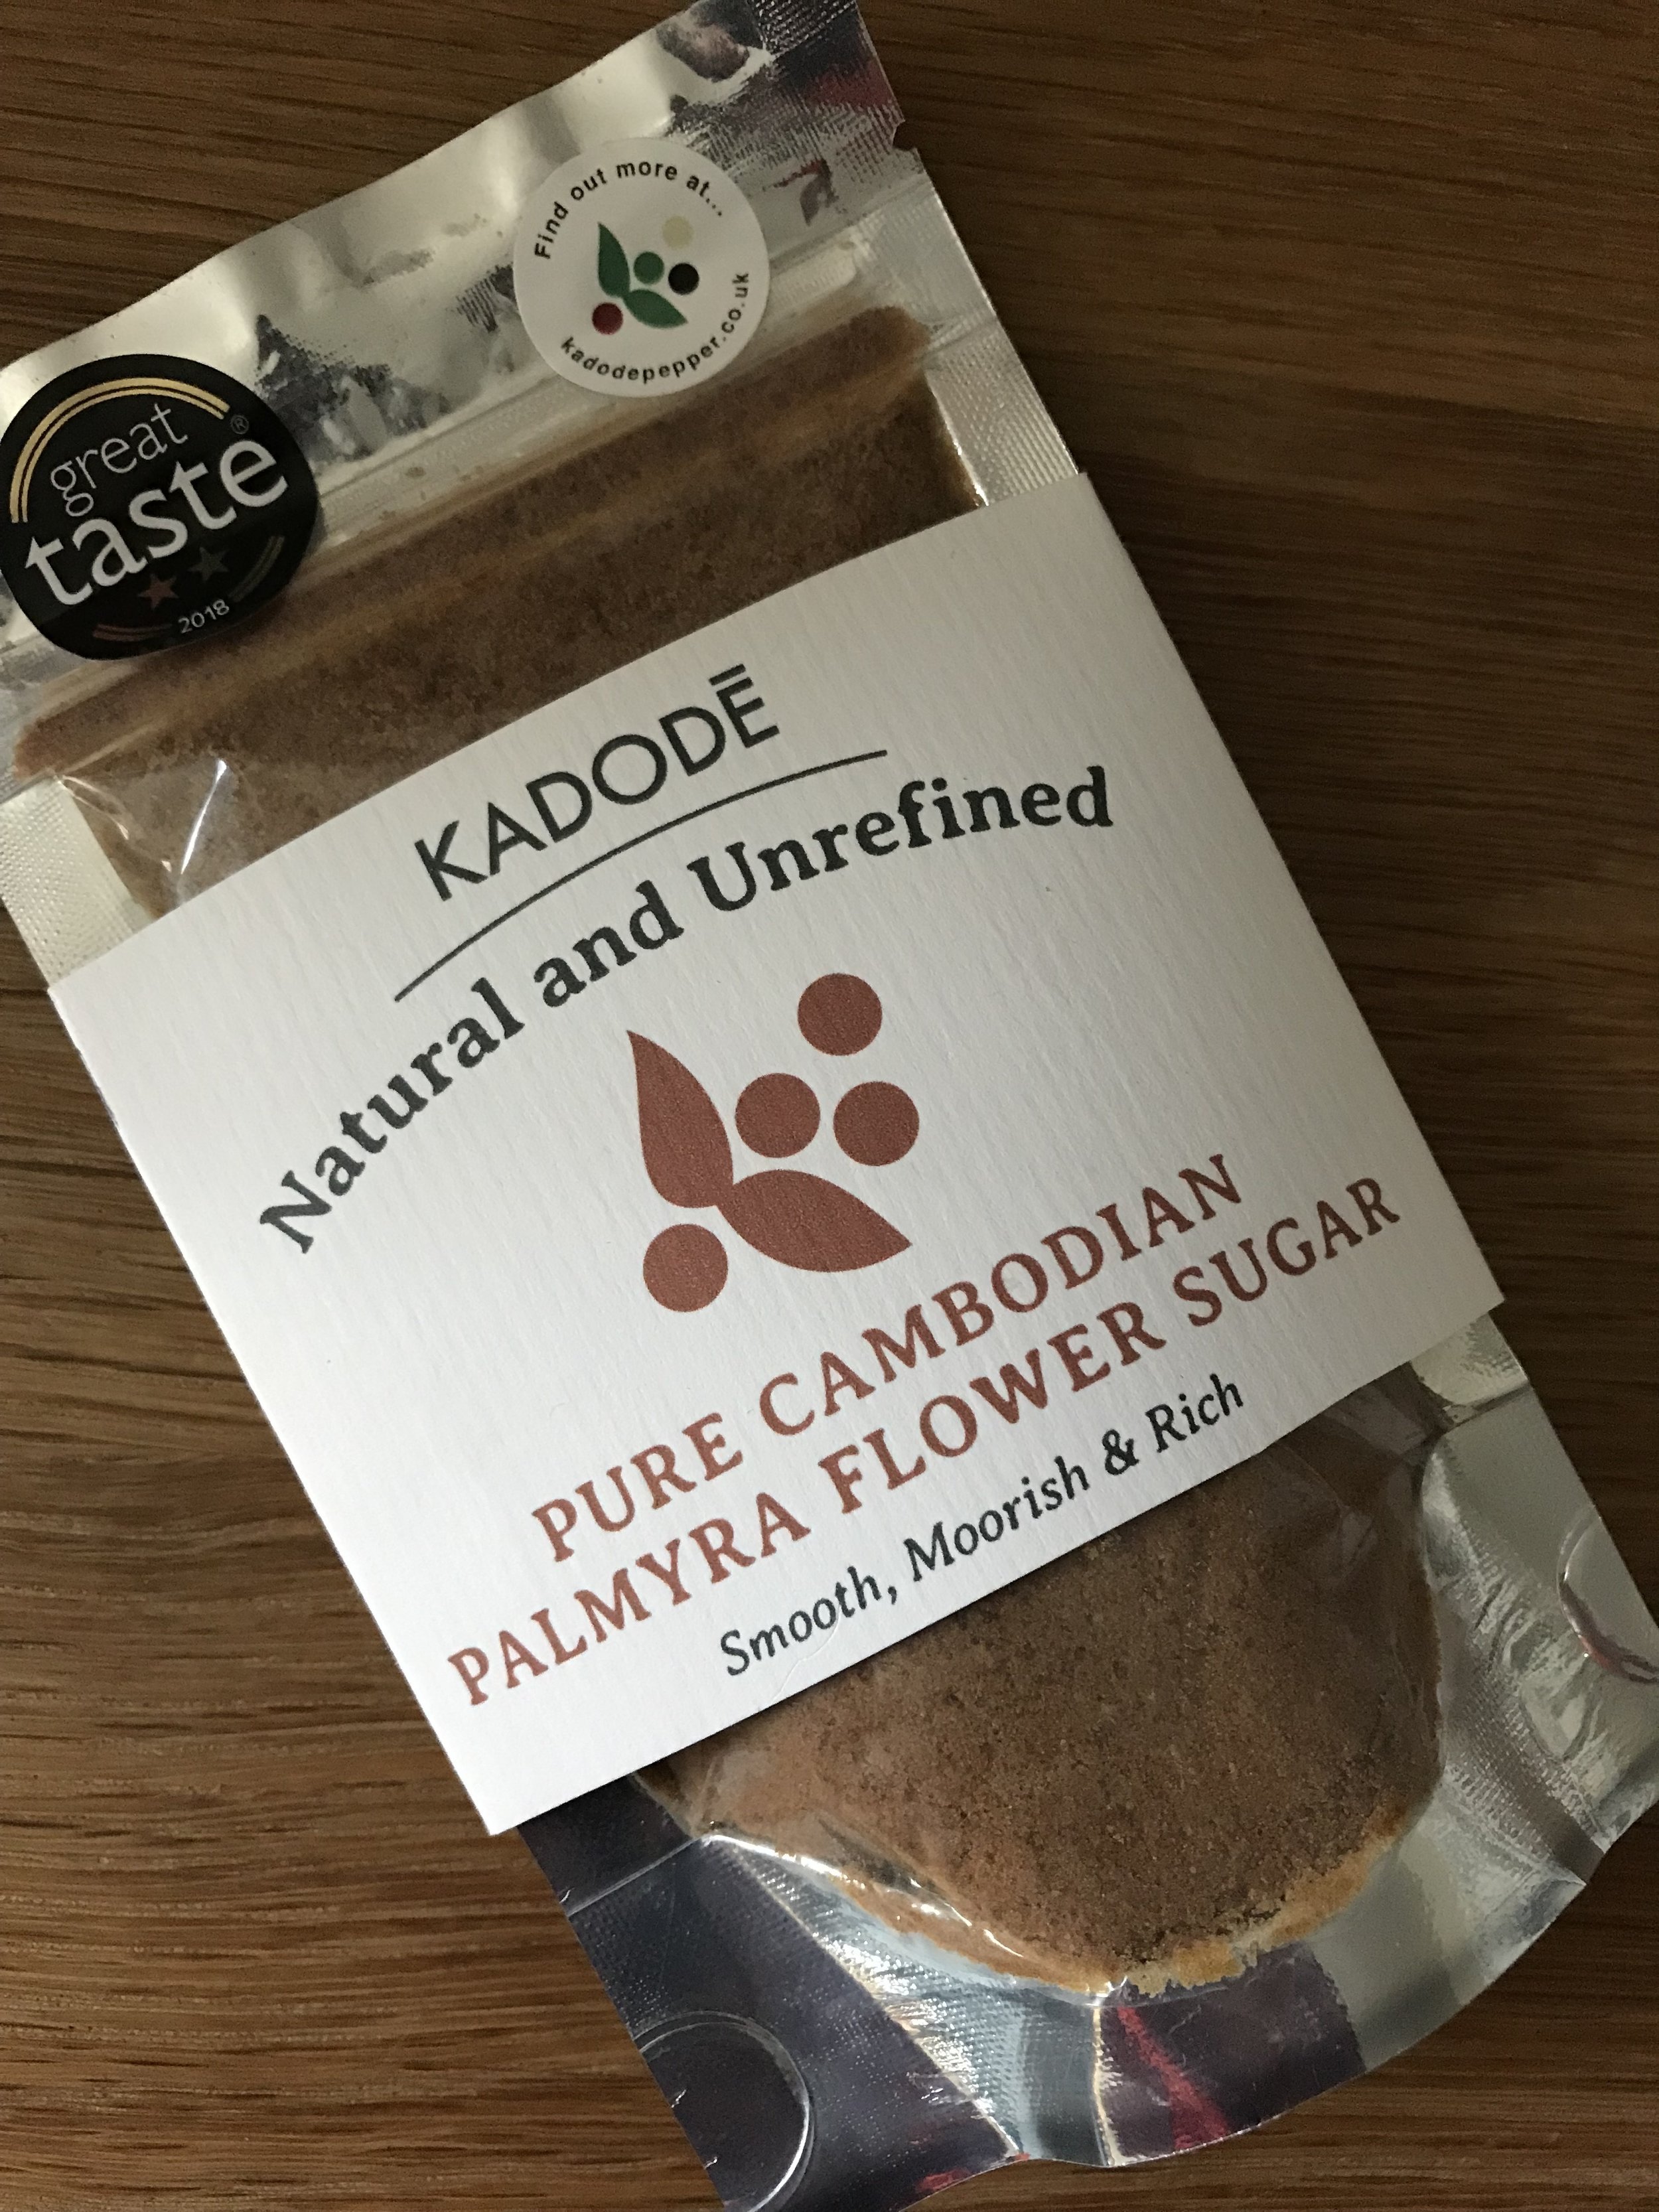 Find out more at...
kadodepepper.co.uk
great
taste®
2018
KADODĒ
Natural and Unrefined
PURE CAMBODIAN
PALMYRA FLOWER SUGAR
Smooth, Moorish & Rich